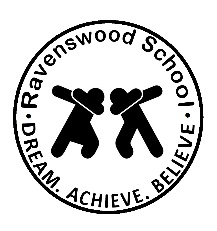 Ravenswood School
DREAM. ACHIEVE. BELIEVE